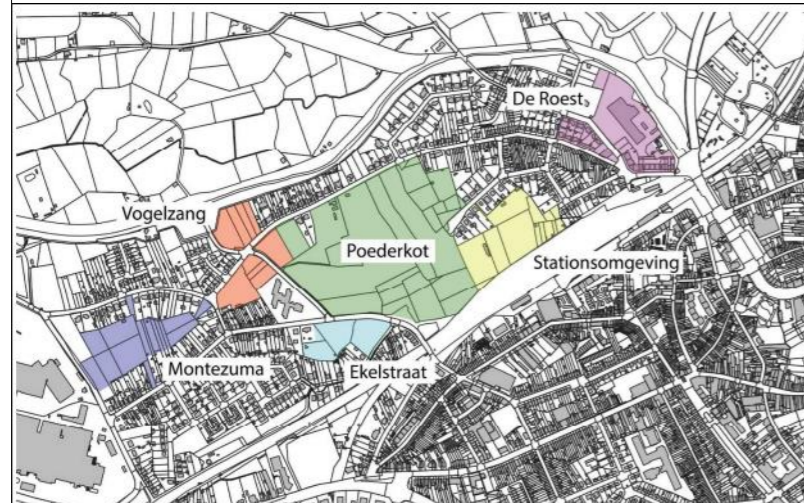 De Roest
Vogelzang
Poederkot
Stationsomgeving
Montezuma
Ekelstraat